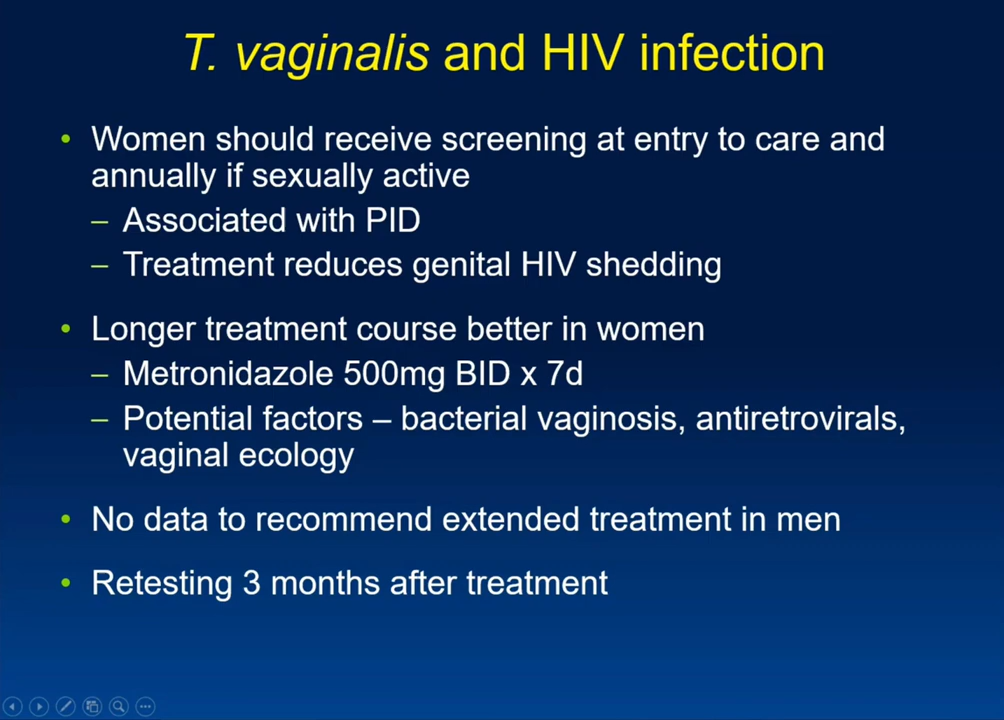 T. vaginalis and HIV infection
• Women should receive screening at entry to care and
annually if sexually active
– Associated with PID
– Treatment reduces genital HIV shedding
• Longer treatment course better in women
– Metronidazole 500mg BID x 7d
– Potential factors – bacterial vaginosis, antiretrovirals,
vaginal ecology
• No data to recommend extended treatment in men
• Retesting 3 months after treatment